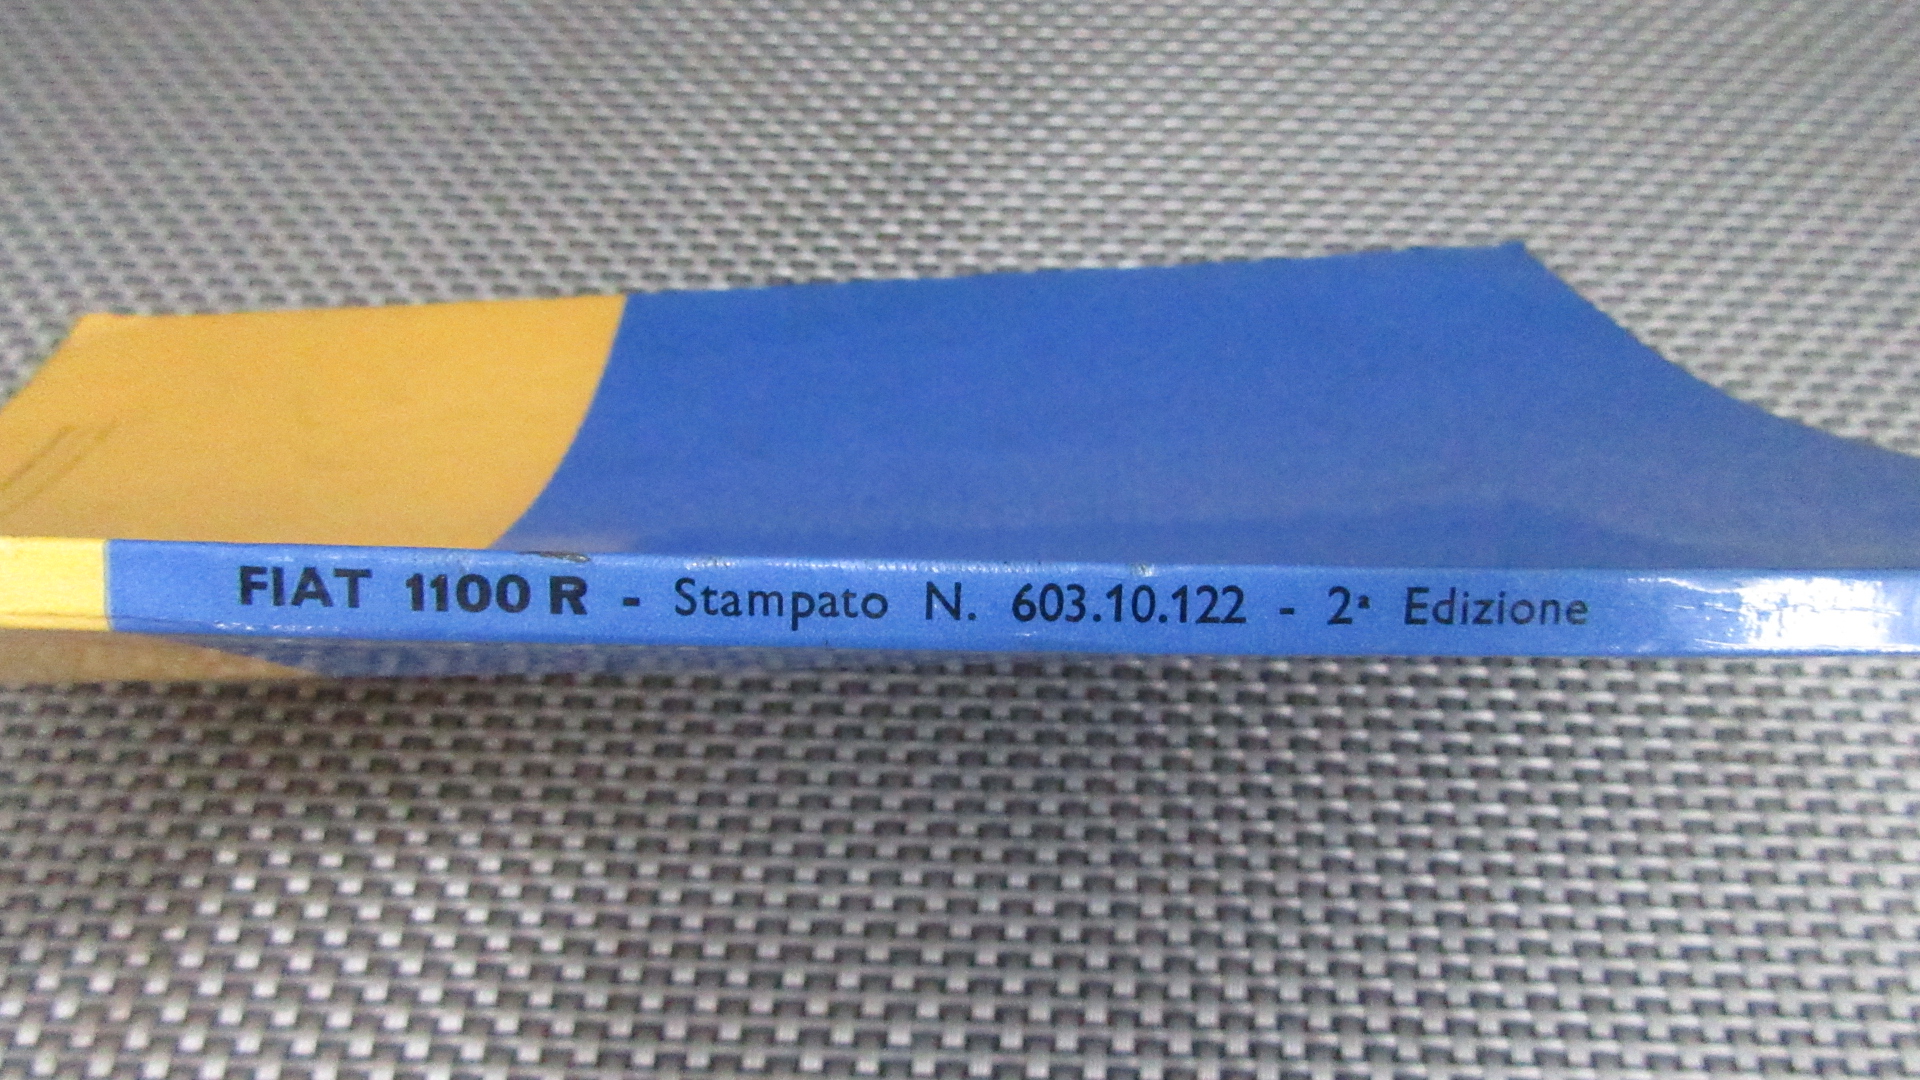 FIAT 1100 R - Stampato N. 603.10.122 - 2ª Edizione